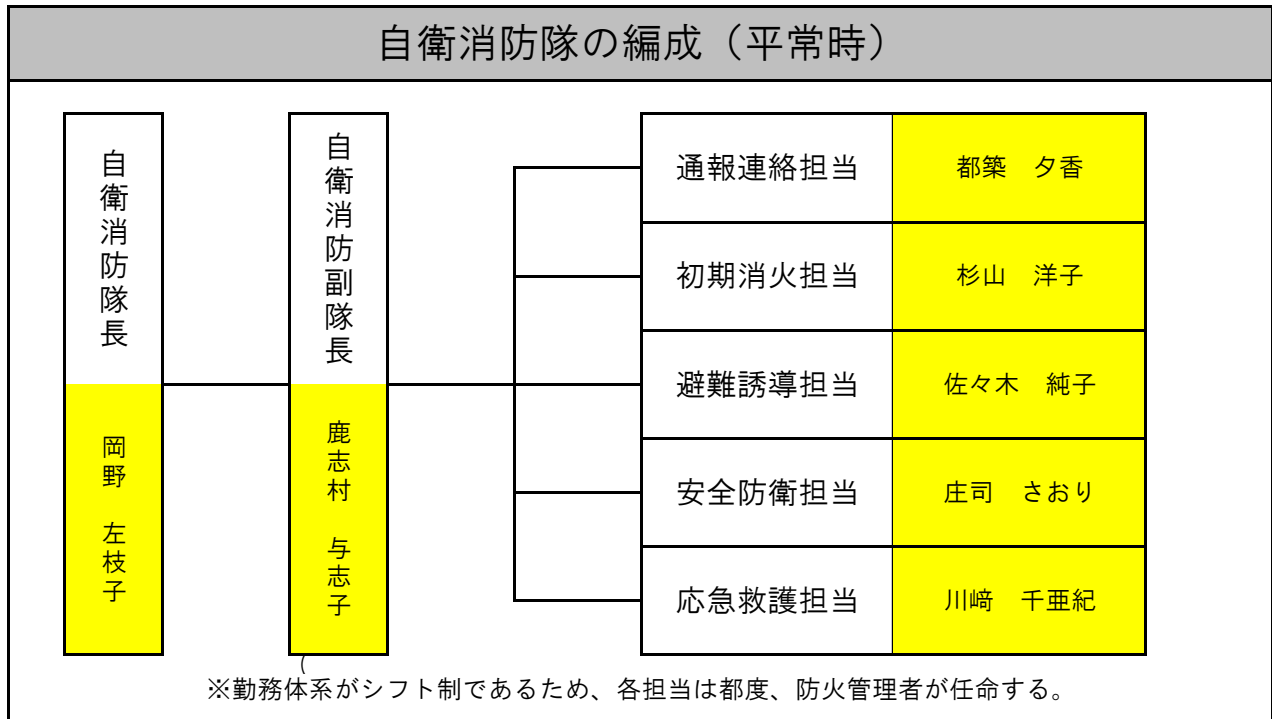 自衛消防隊の編成（平常時）
自衛消防隊長
岡野　左枝子
自衛消防副隊長
鹿志村　与志子
通報連絡担当　都築　夕香
初期消火担当　杉山　洋子
避難誘導担当　佐々木　純子
安全防衛担当　庄司　さおり
応急救護担当　川﨑　千亜紀
（
※勤務体系がシフト制であるため、各担当は都度、防火管理者が任命する。